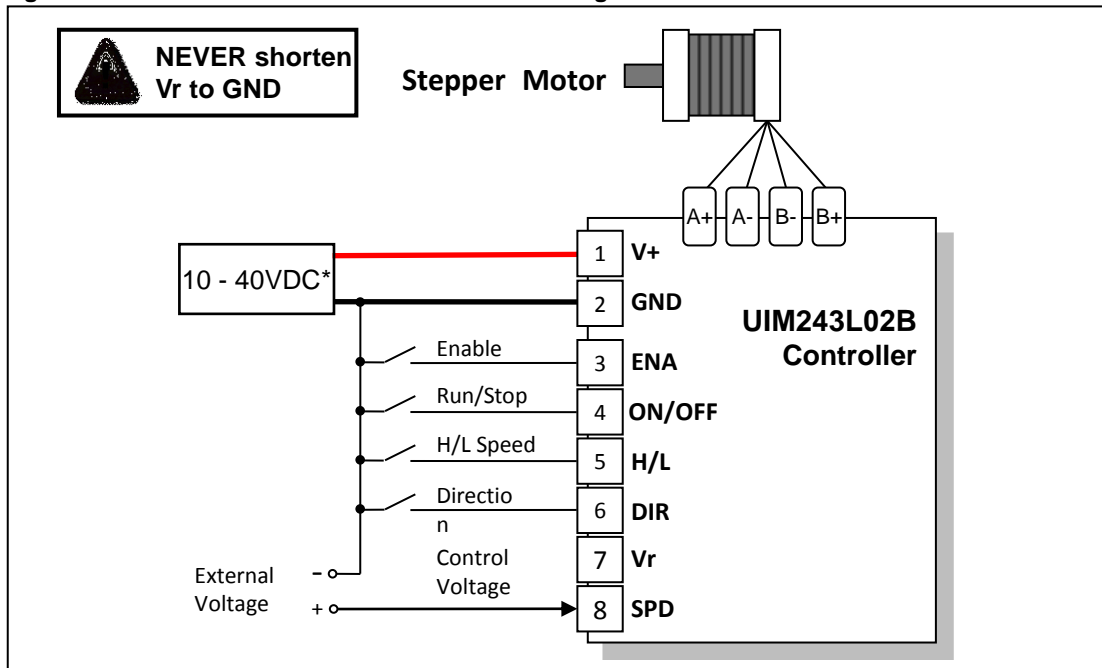 NEVER shorten
Vr to GND
Stepper Motor
A+ A- B- B+
10 - 40VDC*
1 V+
2 GND
UIM243L02B
Controller
Enable
3 ENA
Run/Stop
4 ON/OFF
H/L Speed
5 H/L
Directio
n
6 DIR
7 Vr
Control
Voltage
External
Voltage
−
+
8 SPD